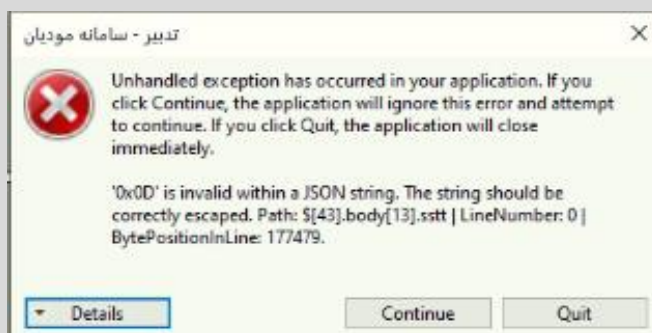 تدبیر - سامانه مودیان
Unhandled exception has occurred in your application. If you
click Continue, the application will ignore this error and attempt
to continue. If you click Quit, the application will close
immediately.
'0x0D' is invalid within a JSON string. The string should be
correctly escaped. Path: $[43].body[13].sstt | LineNumber: 0 |
BytePositionInLine: 177479.
Details
Continue
Quit